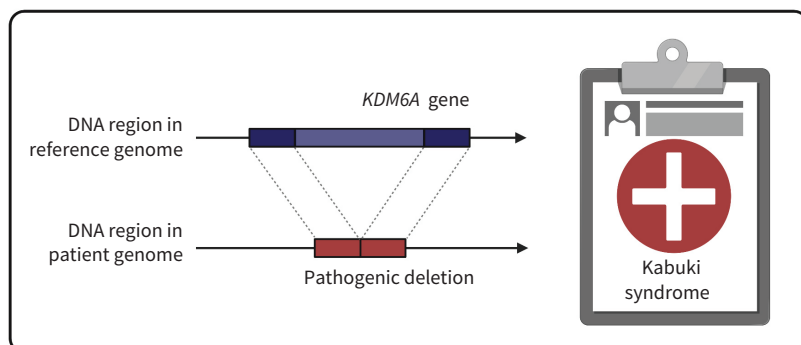 KDM6A gene
DNA region in
reference genome
DNA region in
patient genome
Pathogenic deletion
Kabuki
syndrome